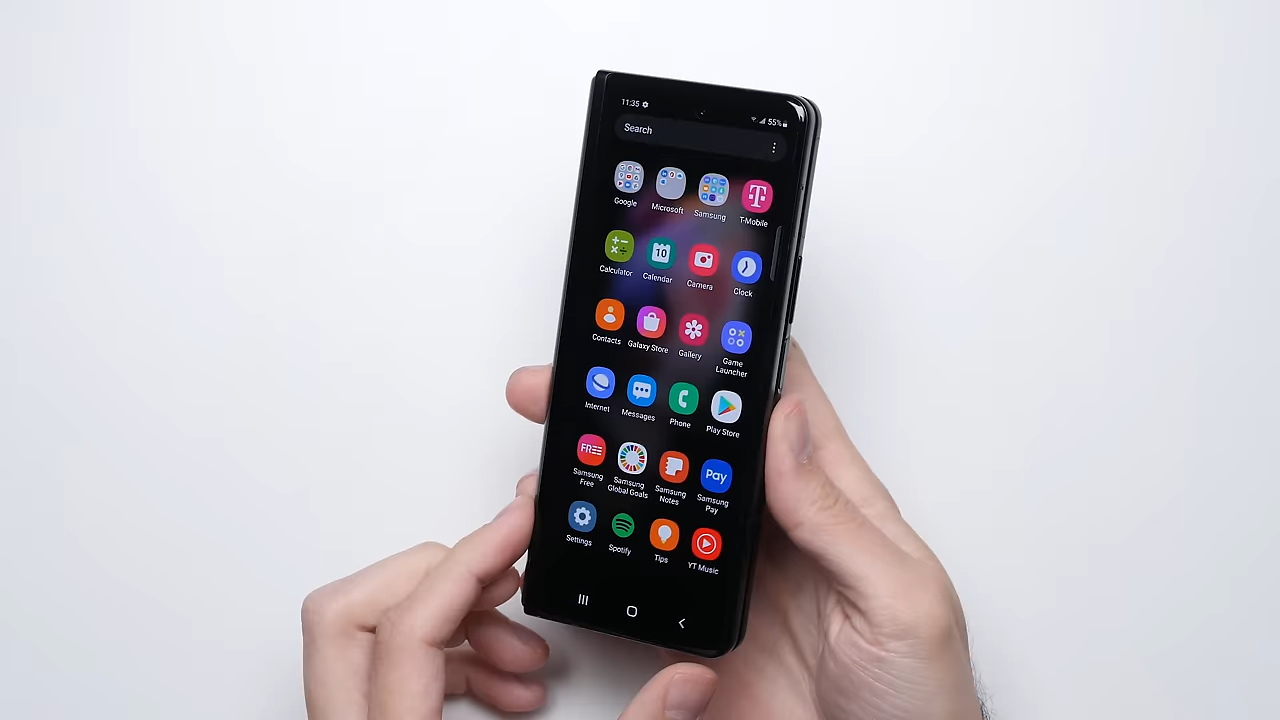 11:35
55%
Search
Google
Microsoft
Samsung
T
T-Mobile
Calculator
10
Calendar
Camera
Clock
Contacts
Galaxy Store
Gallery
Game
Launcher
Internet
Messages
Phone
Play Store
FREE
Samsung
Free
Samsung
Global Goals
Samsung
Notes
Pay
Samsung
Pay
Settings
Spotify
Tips
YT Music